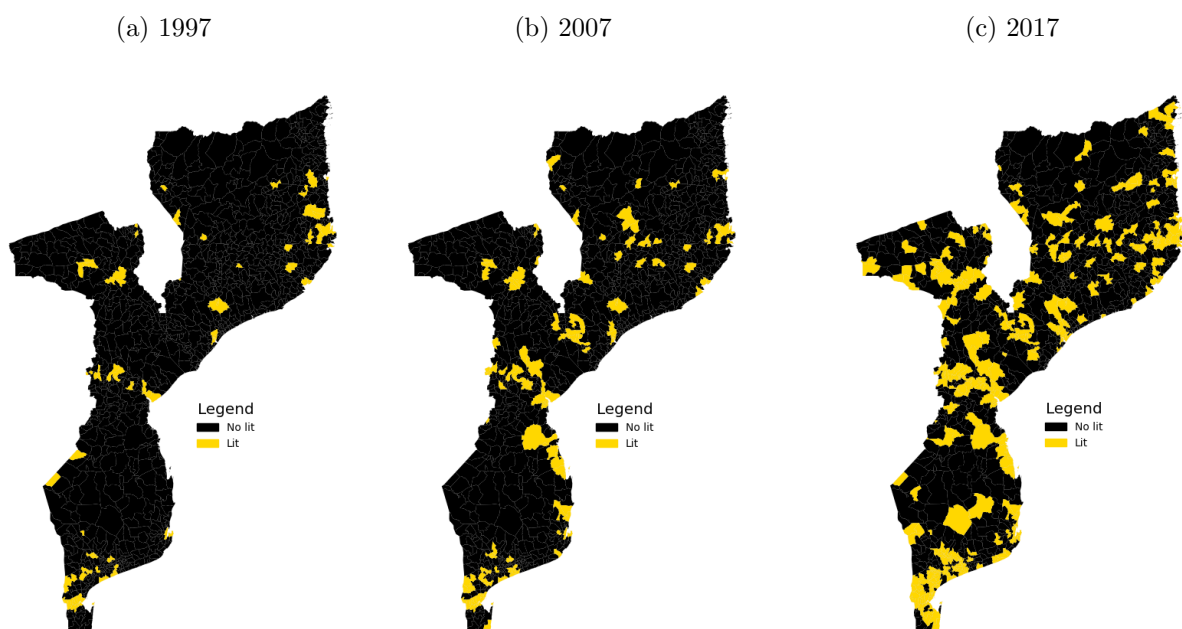 (a) 1997
(b) 2007
(c) 2017
Legend
No lit
Lit
Legend
No lit
Lit
Legend
No lit
Lit